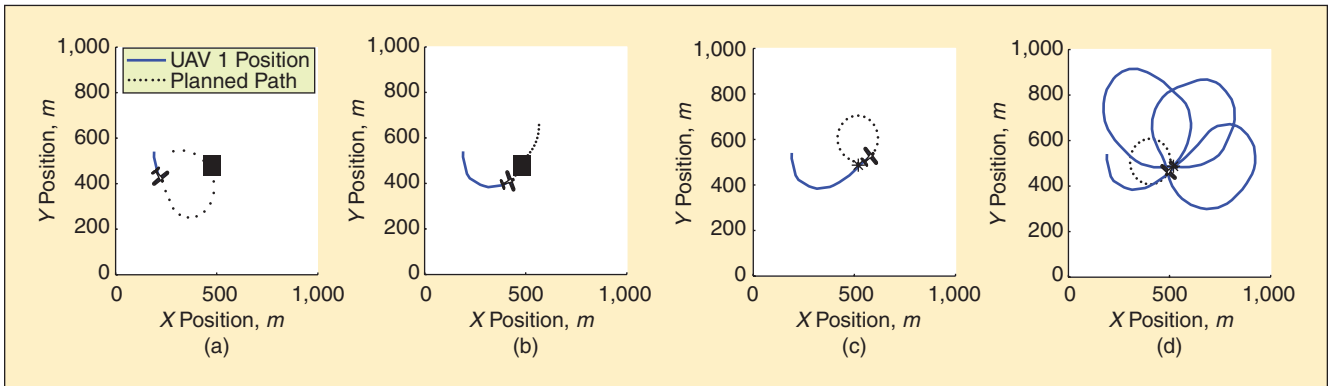 1,000
800
600
400
200
0
Y Position, m
UAV 1 Position
Planned Path
0 500 1,000
X Position, m
(a)
1,000
800
600
400
200
0
Y Position, m
0 500 1,000
X Position, m
(b)
1,000
800
600
400
200
0
Y Position, m
0 500 1,000
X Position, m
(c)
1,000
800
600
400
200
0
Y Position, m
0 500 1,000
X Position, m
(d)